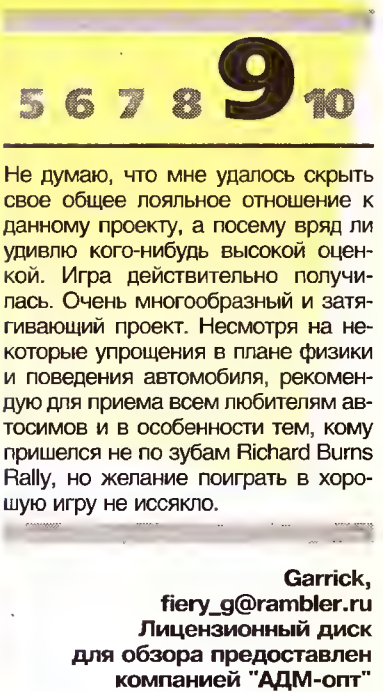 5 6 7 8 9 10
Не думаю, что мне удалось скрыть
свое общее лояльное отношение к
данному проекту, а посему вряд ли
удивлю кого-нибудь высокой оцен-
кой. Игра действительно получи-
лась. Очень многообразный и затя-
гивающий проект. Несмотря на не-
которые упрощения в плане физики
и поведения автомобиля, рекомен-
дую для приема всем любителям ав-
тосимов и в особенности тем, кому
пришелся не по зубам Richard Burns
Rally, но желание поиграть в хоро-
шую игру не иссякло.
Garrick,
fiery_g@rambler.ru
Лицензионный диск
для обзора предоставлен
компанией "АДМ-опт"